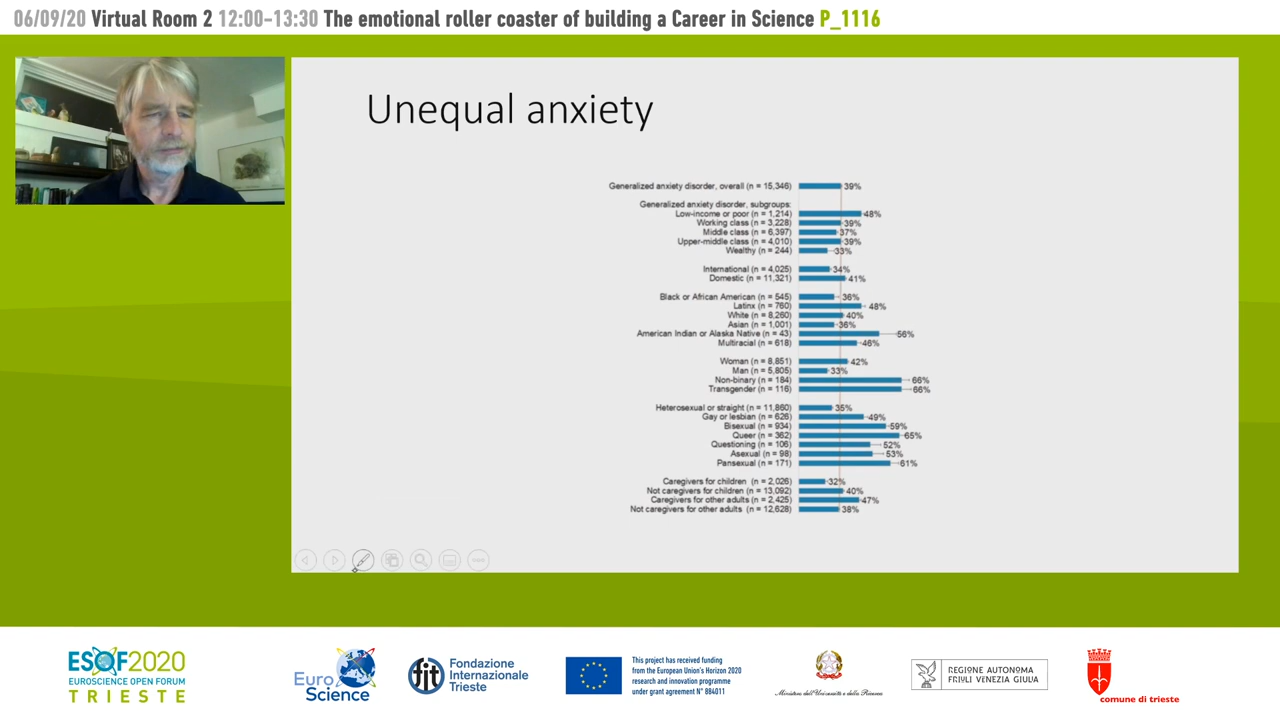 06/09/20 Virtual Room 2 12:00-13:30 The emotional roller coaster of building a Career in Science P_1116
Unequal anxiety
Generalized anxiety disorder, overall (n = 15,346) 39%
Generalized anxiety disorder, subgroups:
Low-income or poor (n = 1,214) 48%
Working class (n = 3,228) 39%
Middle class (n = 6,397) 37%
Upper-middle class (n = 4,010) 39%
Wealthy (n = 244) 33%
International (n = 4,025) 34%
Domestic (n = 11,321) 41%
Black or African American (n = 545) 36%
Latinx (n = 760) 48%
White (n = 8,260) 40%
Asian (n = 1,001) 36%
American Indian or Alaska Native (n = 43) 56%
Multiracial (n = 618) 46%
Woman (n = 8,851) 42%
Man (n = 5,805) 33%
Non-binary (n = 184) 66%
Transgender (n = 116) 66%
Heterosexual or straight (n = 11,860) 35%
Gay or lesbian (n = 626) 49%
Bisexual (n = 934) 59%
Queer (n = 362) 65%
Questioning (n = 106) 52%
Asexual (n = 98) 53%
Pansexual (n = 171) 61%
Caregivers for children (n = 2,026) 32%
Not caregivers for children (n = 13,092) 40%
Caregivers for other adults (n = 2,425) 47%
Not caregivers for other adults (n = 12,628) 38%
ESOF2020
EUROSCIENCE OPEN FORUM
TRIESTE
Euro
Science
fit
Fondazione
Internazionale
Trieste
This project has received funding
from the European Union's Horizon 2020
research and innovation programme
under grant agreement N° 884011
Ministero dell'Università e della Ricerca
REGIONE AUTONOMA
FRIULI VENEZIA GIULIA
comune di trieste